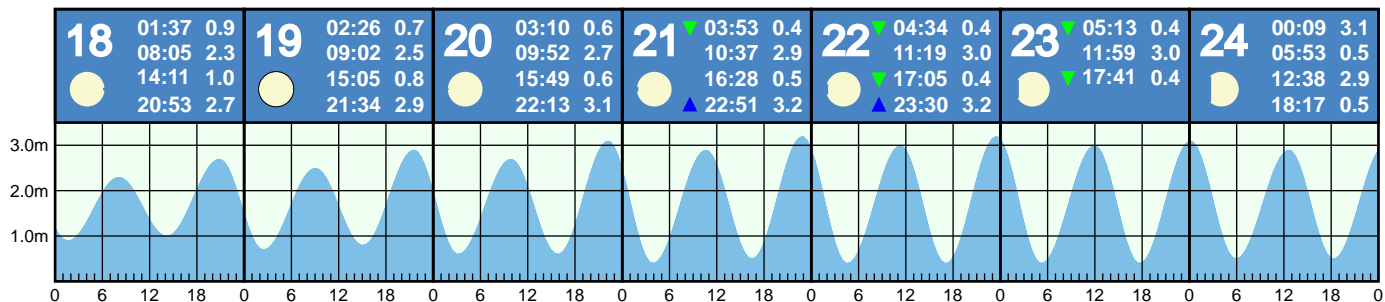 18
01:37 0.9
08:05 2.3
14:11 1.0
20:53 2.7
19
02:26 0.7
09:02 2.5
15:05 0.8
21:34 2.9
20
03:10 0.6
09:52 2.7
15:49 0.6
22:13 3.1
21
▼ 03:53 0.4
10:37 2.9
16:28 0.5
▲ 22:51 3.2
22
▼ 04:34 0.4
11:19 3.0
▼ 17:05 0.4
▲ 23:30 3.2
23
▼ 05:13 0.4
11:59 3.0
▼ 17:41 0.4
24
00:09 3.1
05:53 0.5
12:38 2.9
18:17 0.5
3.0m
2.0m
1.0m
0 6 12 18 0 6 12 18 0 6 12 18 0 6 12 18 0 6 12 18 0 6 12 18 0 6 12 18 0